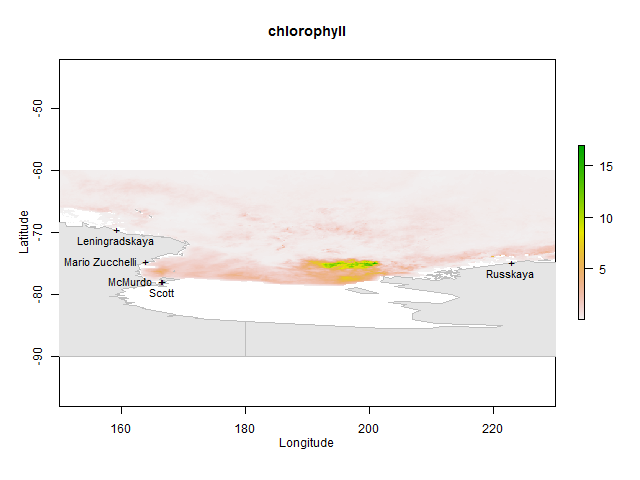 chlorophyll
-50
-60
-70
-80
-90
Latitude
Leningradskaya
Mario Zucchelli
McMurdo
Scott
Russkaya
15
10
5
160
180
200
220
Longitude